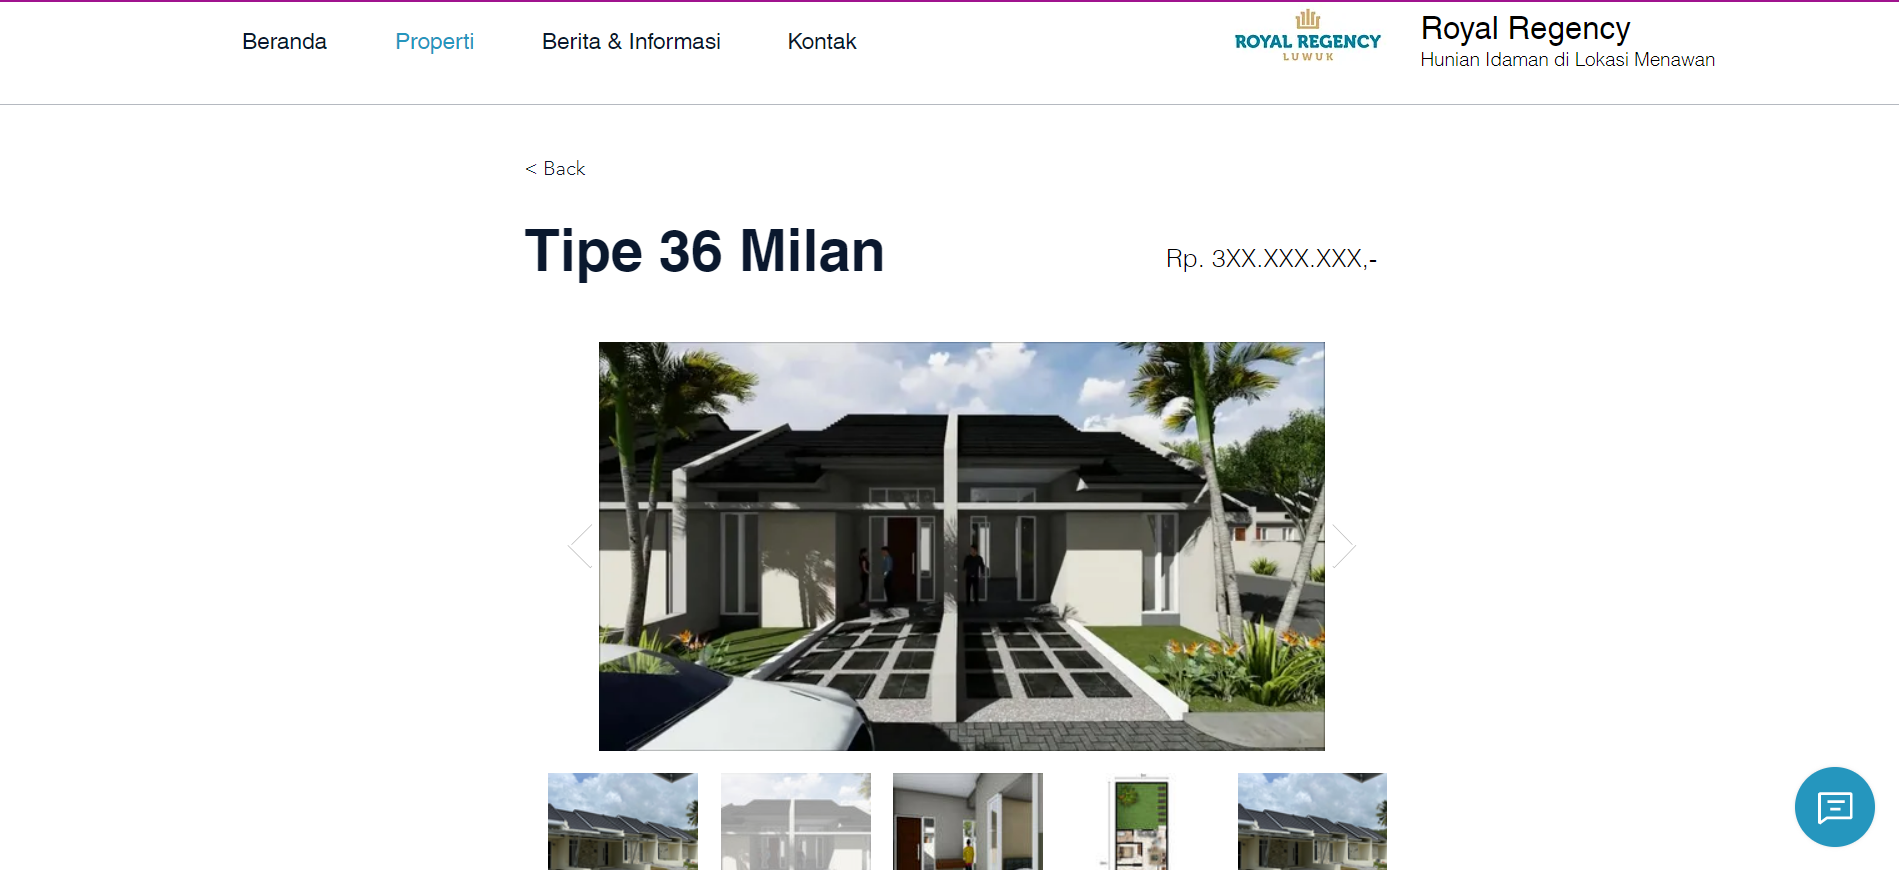 Beranda
Properti
Berita & Informasi
Kontak
ROYAL REGENCY
LUWUK
Royal Regency
Hunian Idaman di Lokasi Menawan
< Back
Tipe 36 Milan
Rp. 3XX.XXX.XXX,-